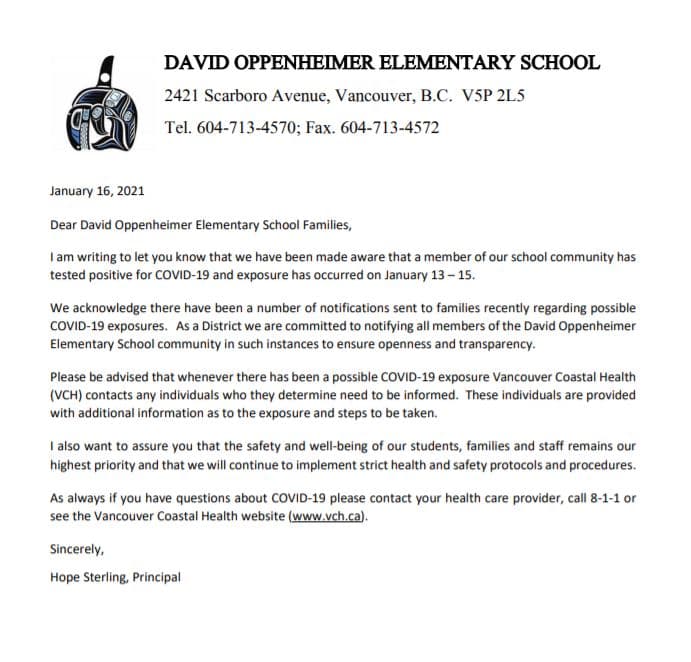 DAVID OPPENHEIMER ELEMENTARY SCHOOL
2421 Scarboro Avenue, Vancouver, B.C. V5P 2L5
Tel. 604-713-4570; Fax. 604-713-4572
January 16, 2021
Dear David Oppenheimer Elementary School Families,
I am writing to let you know that we have been made aware that a member of our school community has
tested positive for COVID-19 and exposure has occurred on January 13 – 15.
We acknowledge there have been a number of notifications sent to families recently regarding possible
COVID-19 exposures. As a District we are committed to notifying all members of the David Oppenheimer
Elementary School community in such instances to ensure openness and transparency.
Please be advised that whenever there has been a possible COVID-19 exposure Vancouver Coastal Health
(VCH) contacts any individuals who they determine need to be informed. These individuals are provided
with additional information as to the exposure and steps to be taken.
I also want to assure you that the safety and well-being of our students, families and staff remains our
highest priority and that we will continue to implement strict health and safety protocols and procedures.
As always if you have questions about COVID-19 please contact your health care provider, call 8-1-1 or
see the Vancouver Coastal Health website (www.vch.ca).
Sincerely,
Hope Sterling, Principal